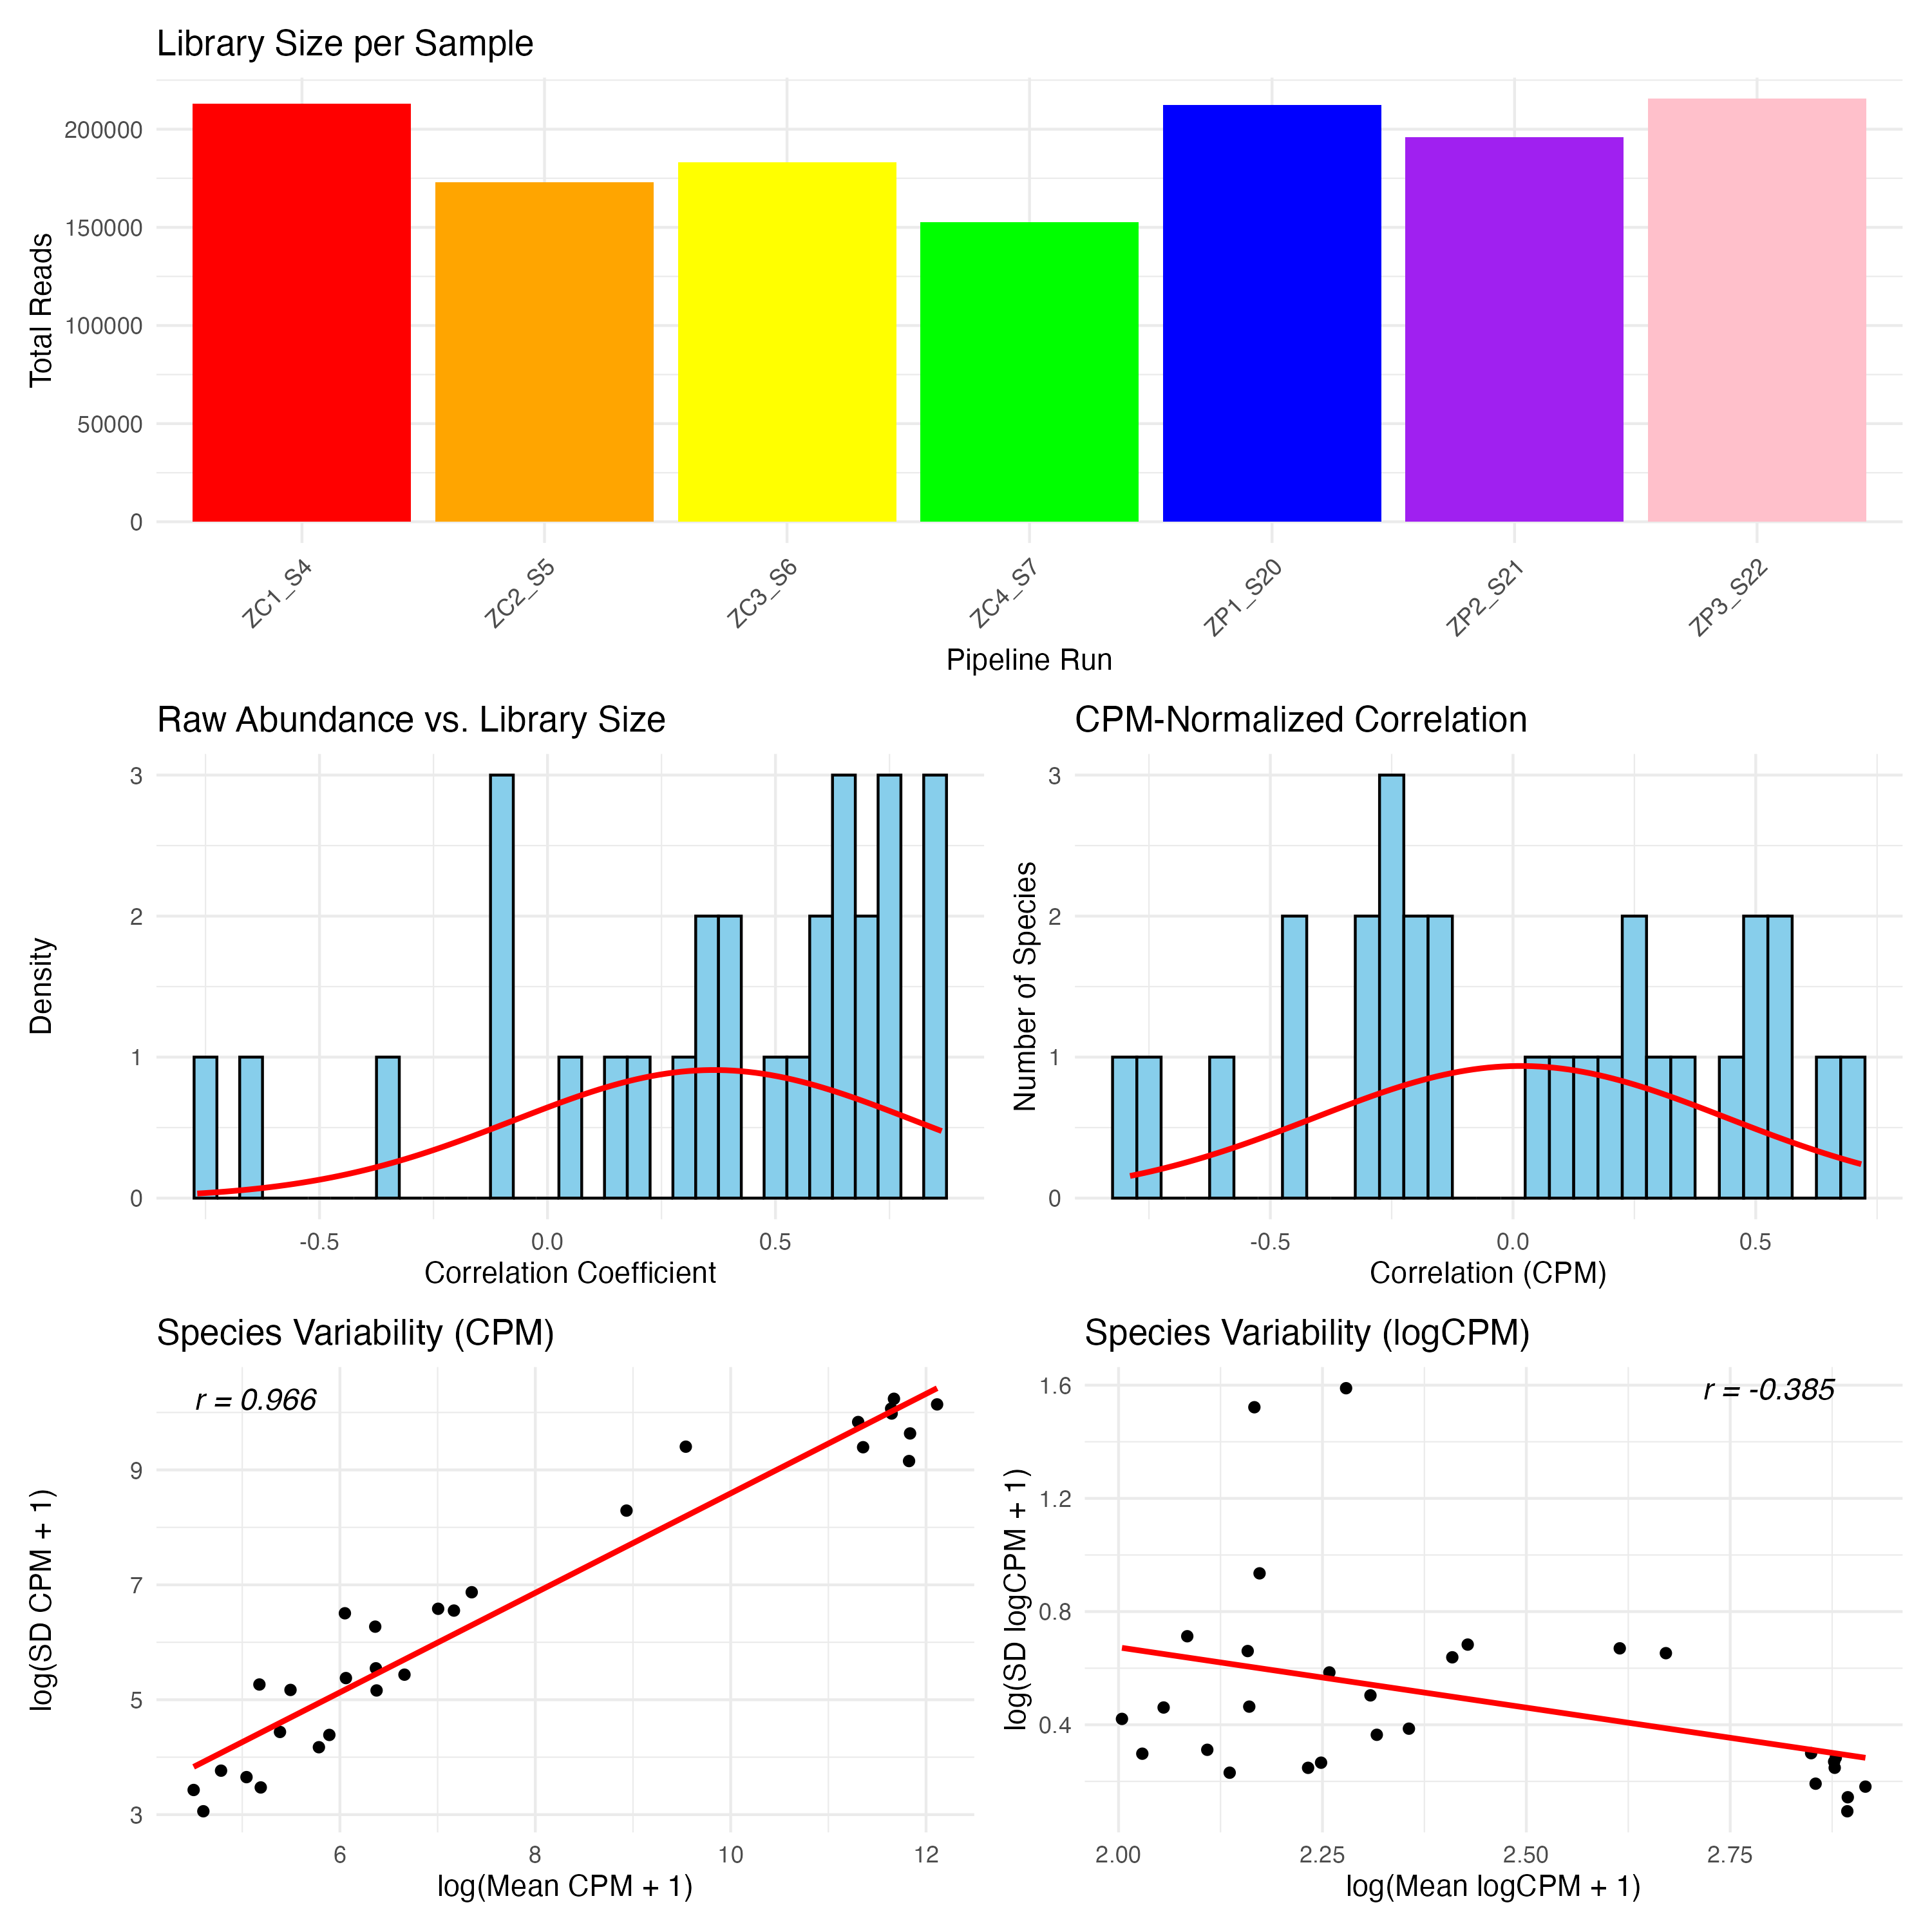 Library Size per Sample
Total Reads
200000
150000
100000
50000
0
ZC1_S4
ZC2_S5
ZC3_S6
ZC4_S7
ZP1_S20
ZP2_S21
ZP3_S22
Pipeline Run
Raw Abundance vs. Library Size
Density
3
2
1
0
-0.5
0.0
0.5
Correlation Coefficient
CPM-Normalized Correlation
Number of Species
3
2
1
0
-0.5
0.0
0.5
Correlation (CPM)
Species Variability (CPM)
r = 0.966
log(SD CPM + 1)
9
7
5
3
6
8
10
12
log(Mean CPM + 1)
Species Variability (logCPM)
r = -0.385
log(SD logCPM + 1)
1.6
1.2
0.8
0.4
2.00
2.25
2.50
2.75
log(Mean logCPM + 1)